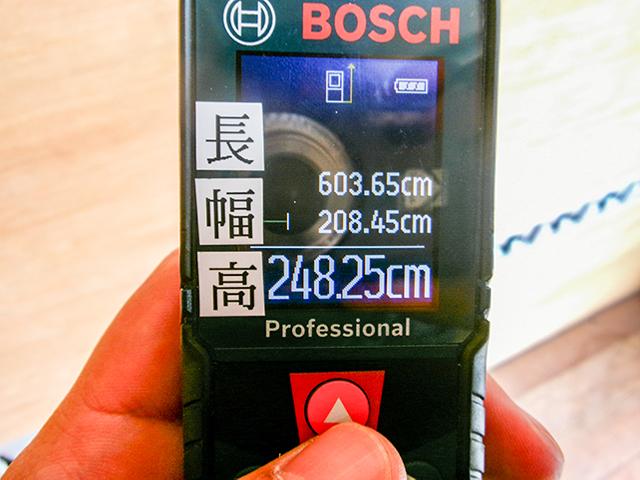 BOSCH
長 603.65cm
幅 208.45cm
高 248.25cm
Professional